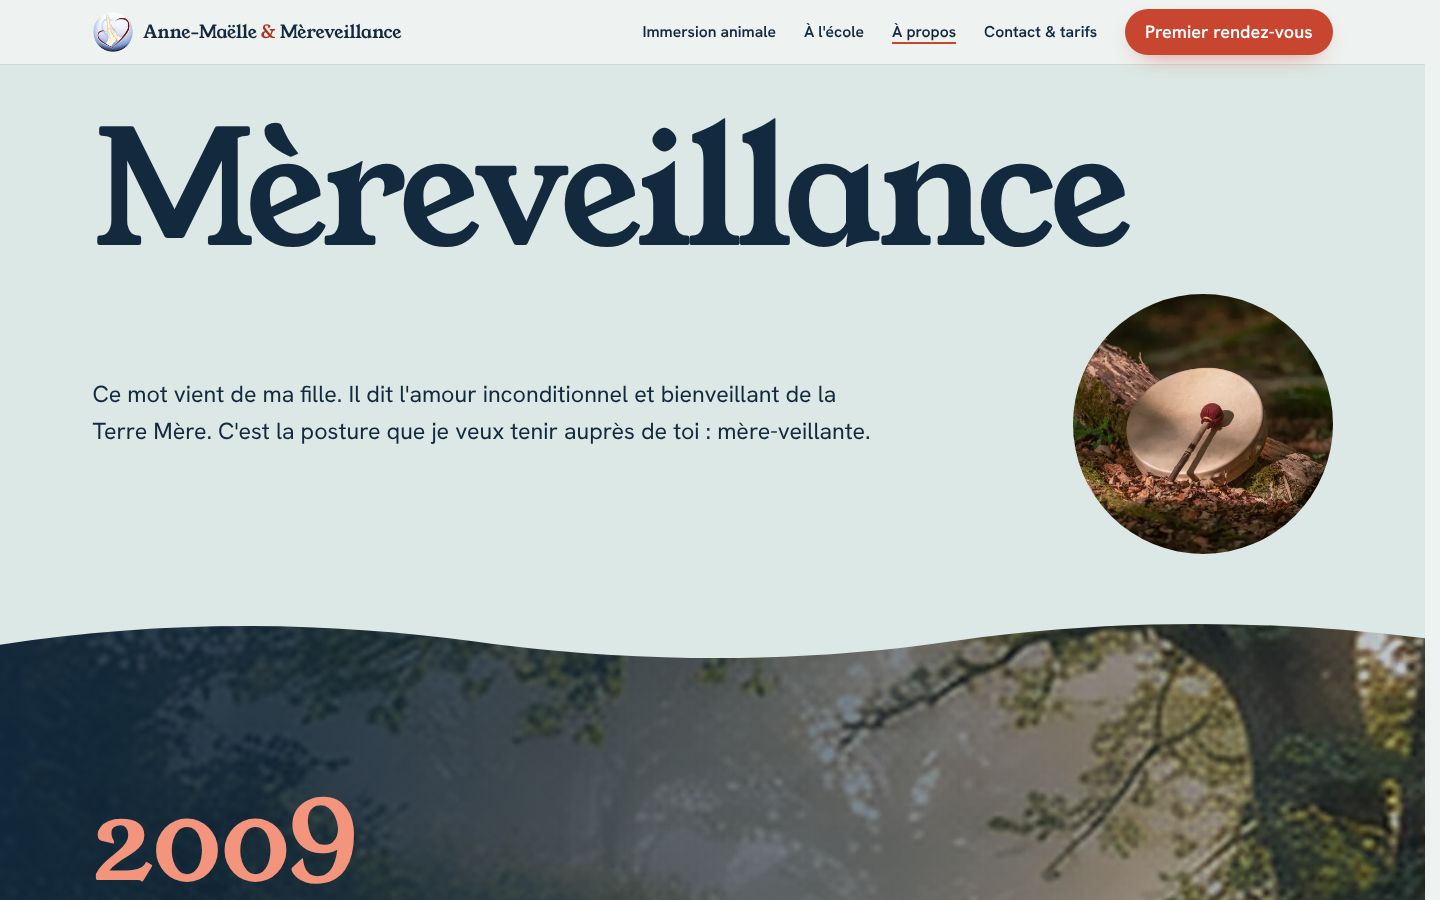 Anne-Maëlle & Mèreveillance
Immersion animale
À l'école
À propos
Contact & tarifs
Premier rendez-vous
Mèreveillance
Ce mot vient de ma fille. Il dit l'amour inconditionnel et bienveillant de la
Terre Mère. C'est la posture que je veux tenir auprès de toi : mère-veillante.
2009